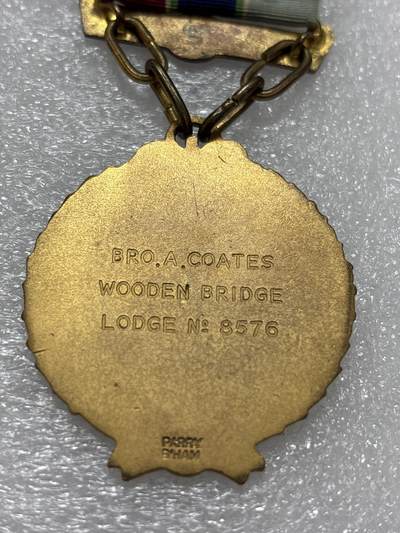 BRO. A. COATES
WOODEN BRIDGE
LODGE Nº 8576
PARRY
B'HAM